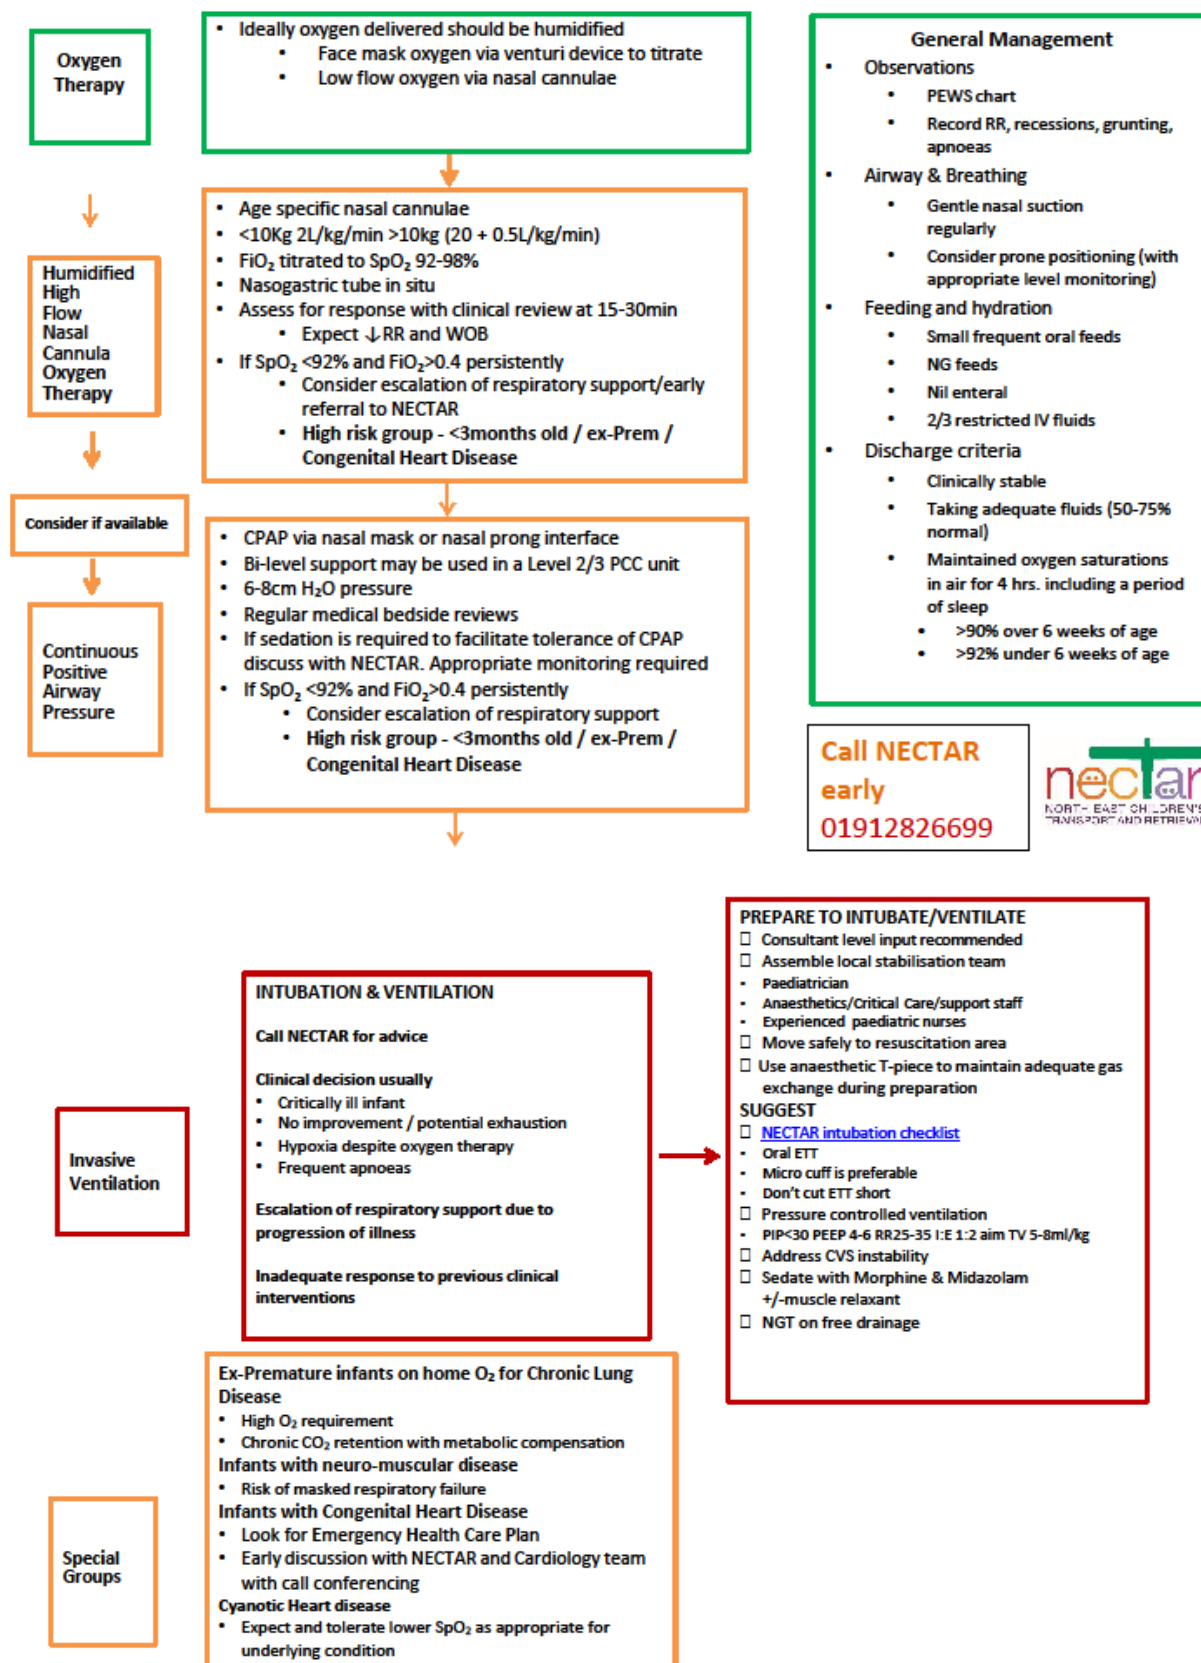 Oxygen
Therapy
• Ideally oxygen delivered should be humidified
• Face mask oxygen via venturi device to titrate
• Low flow oxygen via nasal cannulae
Humidified
High
Flow
Nasal
Cannula
Oxygen
Therapy
• Age specific nasal cannulae
• <10Kg 2L/kg/min >10kg (20 + 0.5L/kg/min)
• FiO₂ titrated to SpO₂ 92-98%
• Nasogastric tube in situ
• Assess for response with clinical review at 15-30min
• Expect ↓RR and WOB
• If SpO₂ <92% and FiO₂>0.4 persistently
• Consider escalation of respiratory support/early
referral to NECTAR
• High risk group - <3months old / ex-Prem /
Congenital Heart Disease
Consider if available
Continuous
Positive
Airway
Pressure
• CPAP via nasal mask or nasal prong interface
• Bi-level support may be used in a Level 2/3 PCC unit
• 6-8cm H₂O pressure
• Regular medical bedside reviews
• If sedation is required to facilitate tolerance of CPAP
discuss with NECTAR. Appropriate monitoring required
• If SpO₂ <92% and FiO₂>0.4 persistently
• Consider escalation of respiratory support
• High risk group - <3months old / ex-Prem /
Congenital Heart Disease
General Management
• Observations
• PEWS chart
• Record RR, recessions, grunting,
apnoeas
• Airway & Breathing
• Gentle nasal suction
regularly
• Consider prone positioning (with
appropriate level monitoring)
• Feeding and hydration
• Small frequent oral feeds
• NG feeds
• Nil enteral
• 2/3 restricted IV fluids
• Discharge criteria
• Clinically stable
• Taking adequate fluids (50-75%
normal)
• Maintained oxygen saturations
in air for 4 hrs. including a period
of sleep
• >90% over 6 weeks of age
• >92% under 6 weeks of age
Call NECTAR
early
01912826699
nectar
NORTH EAST CHILDREN'S
TRANSPORT AND RETRIEVAL
Invasive
Ventilation
INTUBATION & VENTILATION
Call NECTAR for advice
Clinical decision usually
• Critically ill infant
• No improvement / potential exhaustion
• Hypoxia despite oxygen therapy
• Frequent apnoeas
Escalation of respiratory support due to
progression of illness
Inadequate response to previous clinical
interventions
PREPARE TO INTUBATE/VENTILATE
□ Consultant level input recommended
□ Assemble local stabilisation team
• Paediatrician
• Anaesthetics/Critical Care/support staff
• Experienced paediatric nurses
□ Move safely to resuscitation area
□ Use anaesthetic T-piece to maintain adequate gas
exchange during preparation
SUGGEST
□ NECTAR intubation checklist
• Oral ETT
• Micro cuff is preferable
• Don't cut ETT short
□ Pressure controlled ventilation
• PIP<30 PEEP 4-6 RR25-35 I:E 1:2 aim TV 5-8ml/kg
□ Address CVS instability
□ Sedate with Morphine & Midazolam
+/-muscle relaxant
□ NGT on free drainage
Special
Groups
Ex-Premature infants on home O₂ for Chronic Lung
Disease
• High O₂ requirement
• Chronic CO₂ retention with metabolic compensation
Infants with neuro-muscular disease
• Risk of masked respiratory failure
Infants with Congenital Heart Disease
• Look for Emergency Health Care Plan
• Early discussion with NECTAR and Cardiology team
with call conferencing
Cyanotic Heart disease
• Expect and tolerate lower SpO₂ as appropriate for
underlying condition